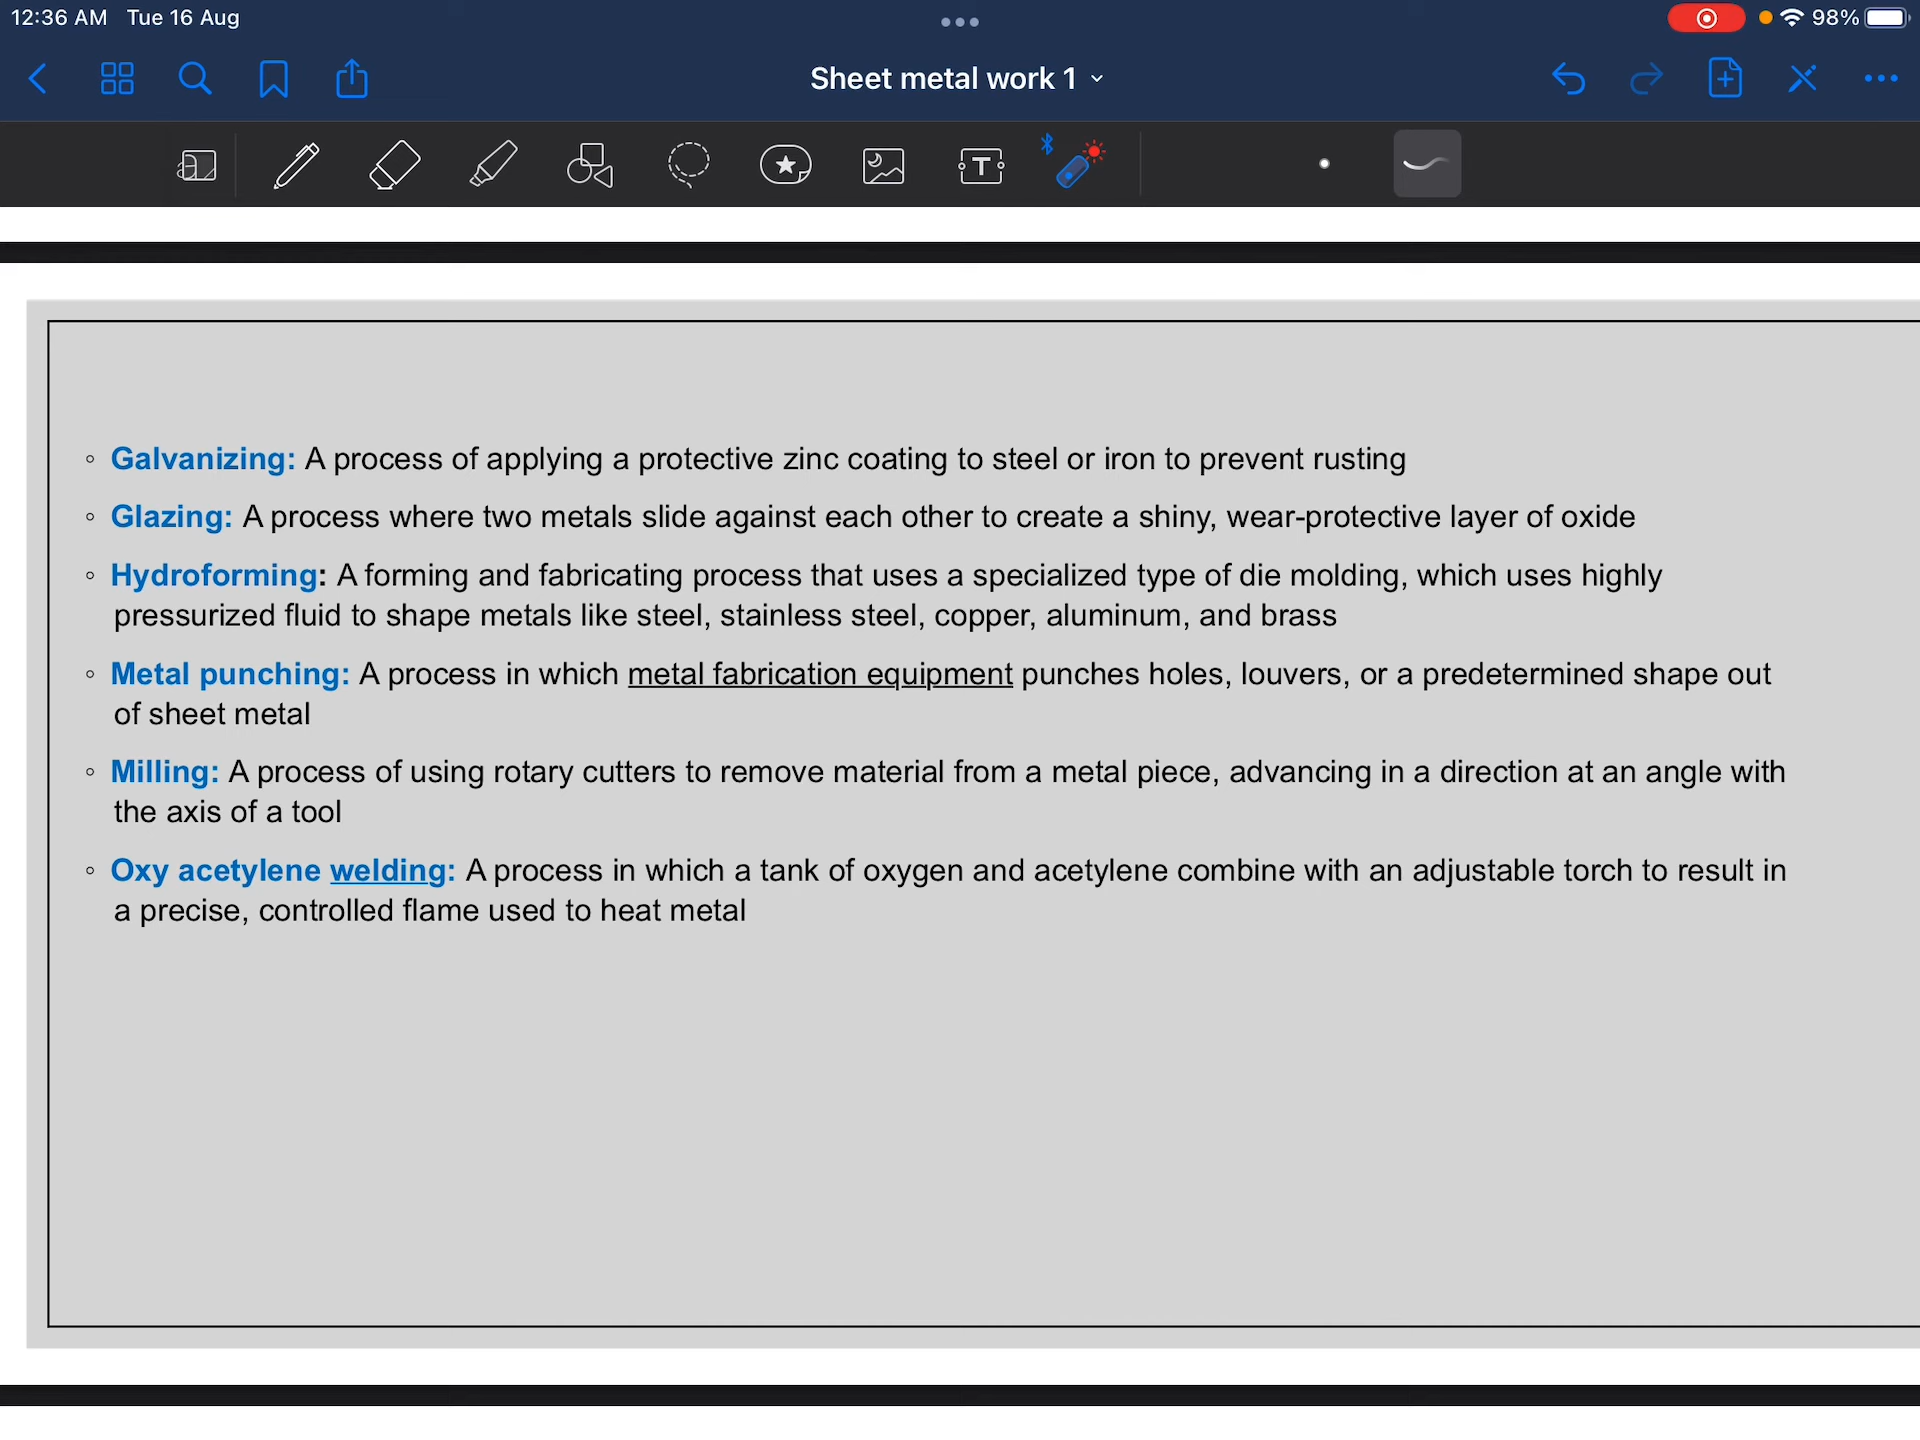 12:36 AM Tue 16 Aug
98%
Sheet metal work 1
T
◦ Galvanizing: A process of applying a protective zinc coating to steel or iron to prevent rusting
◦ Glazing: A process where two metals slide against each other to create a shiny, wear-protective layer of oxide
◦ Hydroforming: A forming and fabricating process that uses a specialized type of die molding, which uses highly
pressurized fluid to shape metals like steel, stainless steel, copper, aluminum, and brass
◦ Metal punching: A process in which metal fabrication equipment punches holes, louvers, or a predetermined shape out
of sheet metal
◦ Milling: A process of using rotary cutters to remove material from a metal piece, advancing in a direction at an angle with
the axis of a tool
◦ Oxy acetylene welding: A process in which a tank of oxygen and acetylene combine with an adjustable torch to result in
a precise, controlled flame used to heat metal